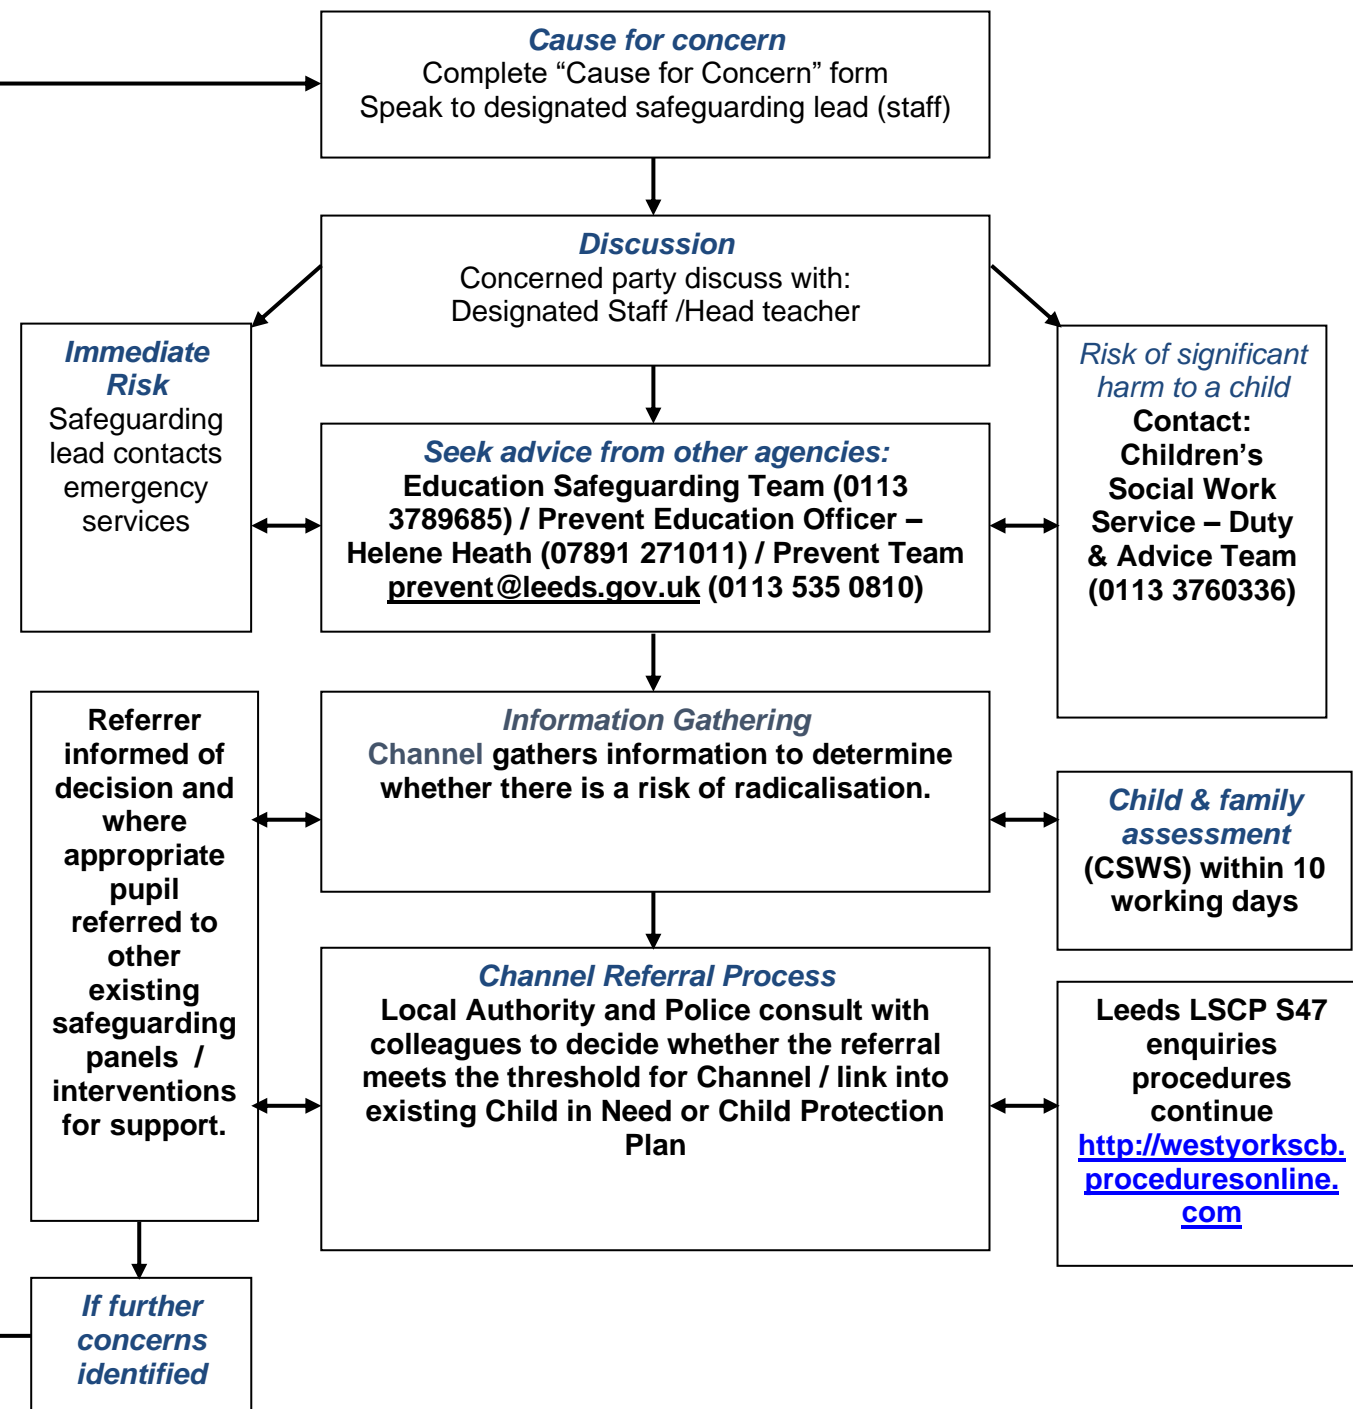 Cause for concern
Complete “Cause for Concern” form
Speak to designated safeguarding lead (staff)
Discussion
Concerned party discuss with:
Designated Staff /Head teacher
Immediate
Risk
Safeguarding
lead contacts
emergency
services
Seek advice from other agencies:
Education Safeguarding Team (0113
3789685) / Prevent Education Officer –
Helene Heath (07891 271011) / Prevent Team
prevent@leeds.gov.uk (0113 535 0810)
Risk of significant
harm to a child
Contact:
Children’s
Social Work
Service – Duty
& Advice Team
(0113 3760336)
Referrer
informed of
decision and
where
appropriate
pupil
referred to
other
existing
safeguarding
panels /
interventions
for support.
Information Gathering
Channel gathers information to determine
whether there is a risk of radicalisation.
Child & family
assessment
(CSWS) within 10
working days
Channel Referral Process
Local Authority and Police consult with
colleagues to decide whether the referral
meets the threshold for Channel / link into
existing Child in Need or Child Protection
Plan
Leeds LSCP S47
enquiries
procedures
continue
http://westyorkscb.
proceduresonline.
com
If further
concerns
identified